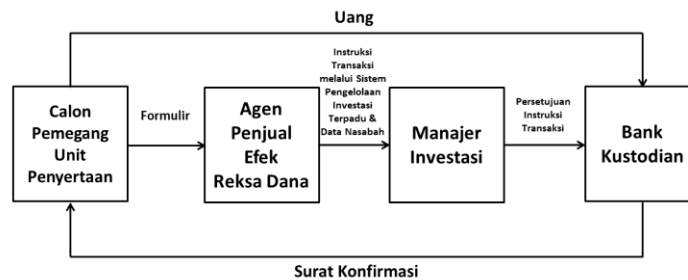 Uang
Calon
Pemegang
Unit
Penyertaan
Formulir
Agen
Penjual
Efek
Reksa Dana
Instruksi
Transaksi
melalui Sistem
Pengelolaan
Investasi
Terpadu &
Data Nasabah
Manajer
Investasi
Persetujuan
Instruksi
Transaksi
Bank
Kustodian
Surat Konfirmasi